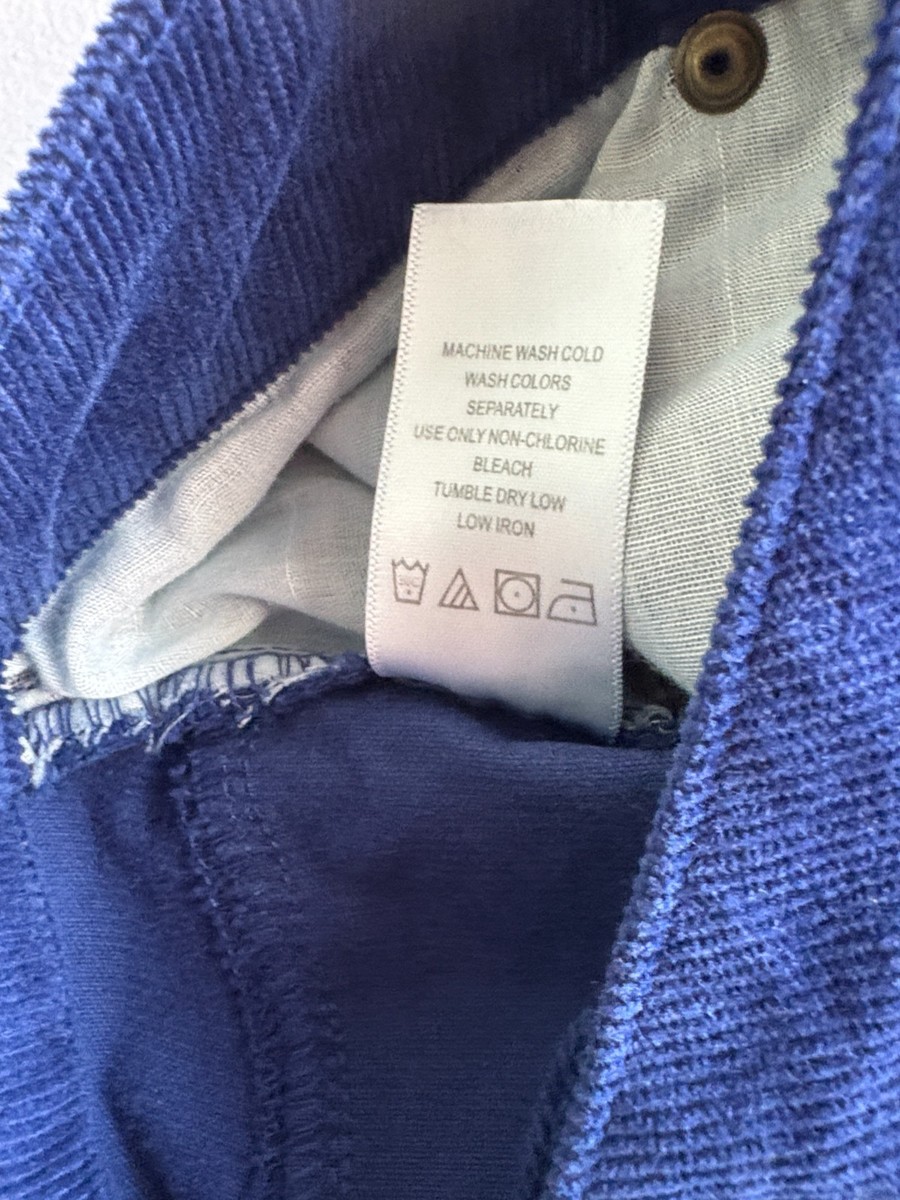 MACHINE WASH COLD
WASH COLORS
SEPARATELY
USE ONLY NON-CHLORINE
BLEACH
TUMBLE DRY LOW
LOW IRON